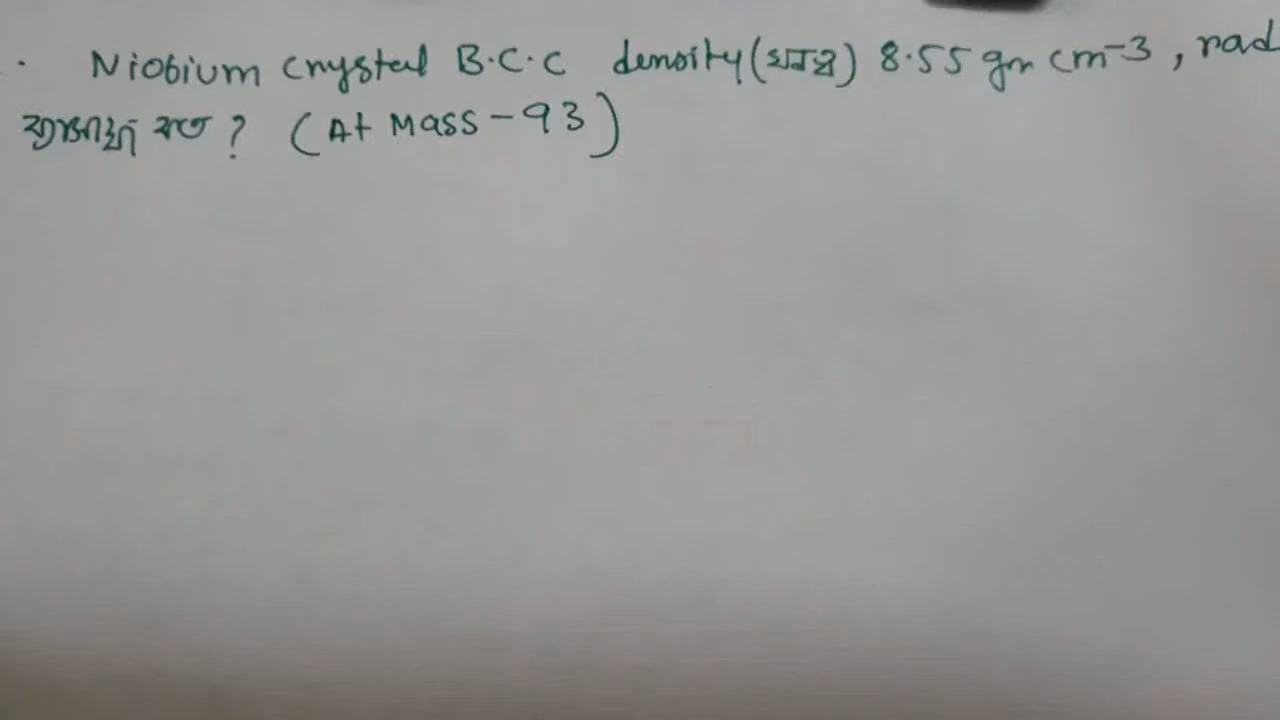 . Niobium crystal B.C.C density (ঘনত্ব) 8.55 gm cm⁻³, rad
ব্যাসার্ধ কত? (At Mass - 93)